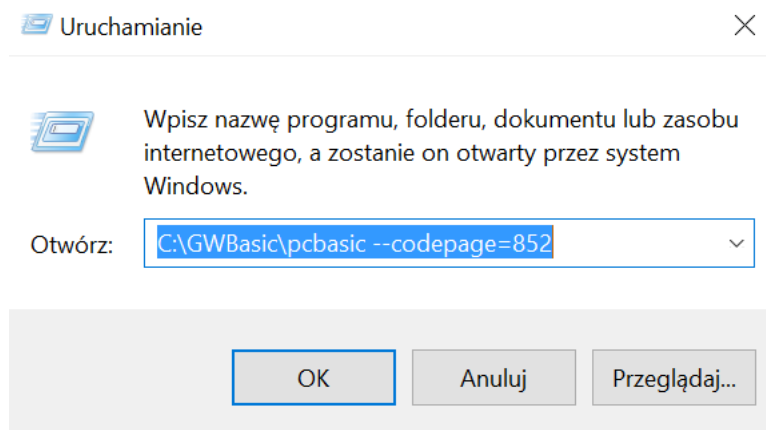 Uruchamianie
Wpisz nazwę programu, folderu, dokumentu lub zasobu
internetowego, a zostanie on otwarty przez system
Windows.
Otwórz: C:\GWBasic\pcbasic --codepage=852
OK Anuluj Przeglądaj...